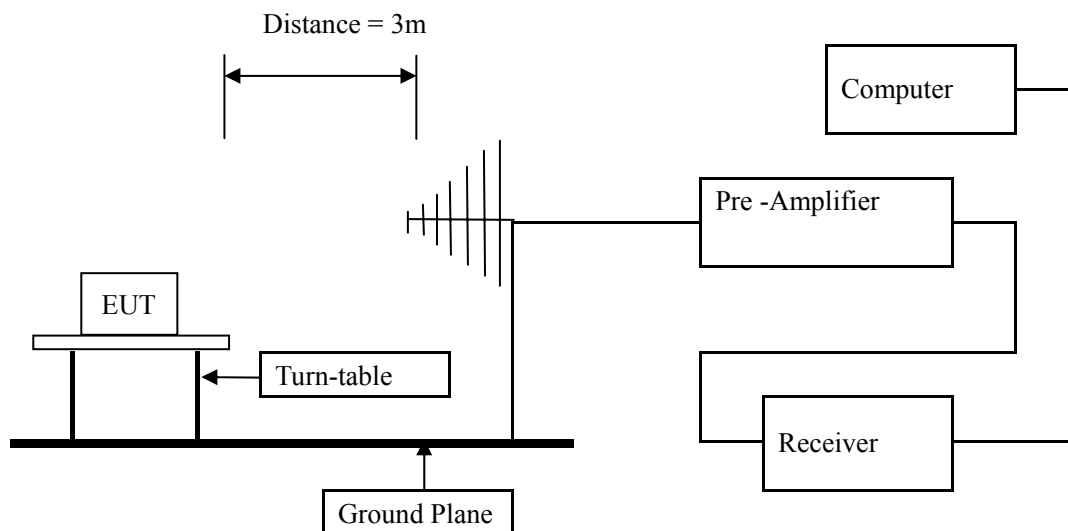 Distance = 3m
Computer
Pre -Amplifier
EUT
Turn-table
Receiver
Ground Plane